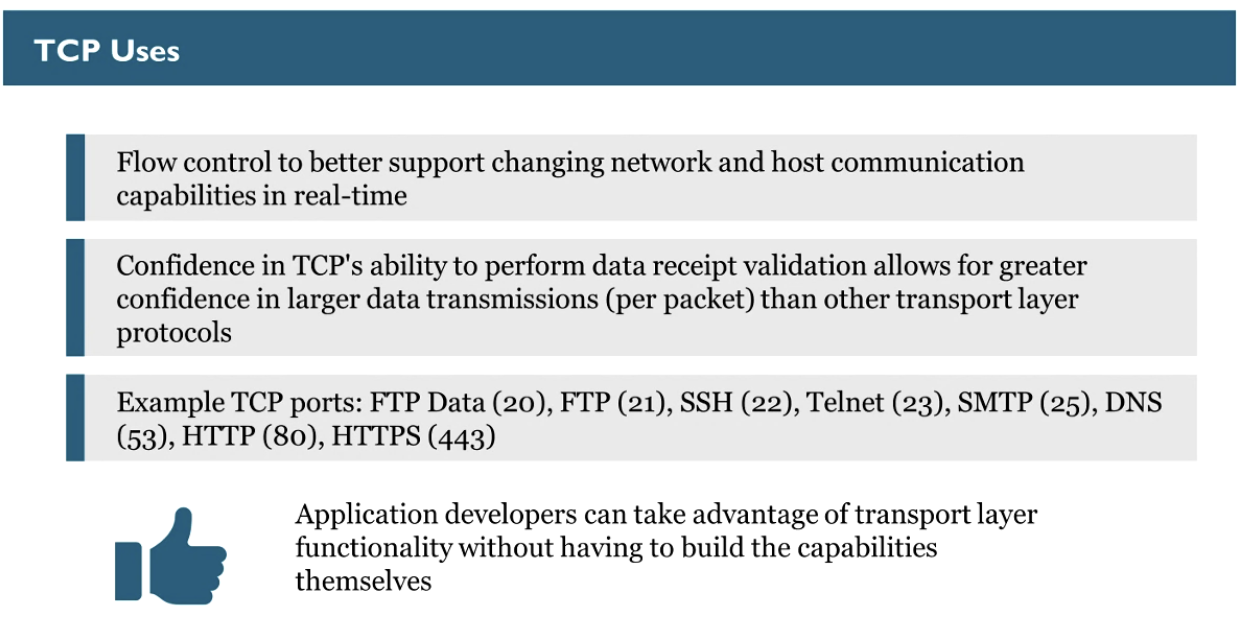 TCP Uses
Flow control to better support changing network and host communication
capabilities in real-time
Confidence in TCP's ability to perform data receipt validation allows for greater
confidence in larger data transmissions (per packet) than other transport layer
protocols
Example TCP ports: FTP Data (20), FTP (21), SSH (22), Telnet (23), SMTP (25), DNS
(53), HTTP (80), HTTPS (443)
Application developers can take advantage of transport layer
functionality without having to build the capabilities
themselves